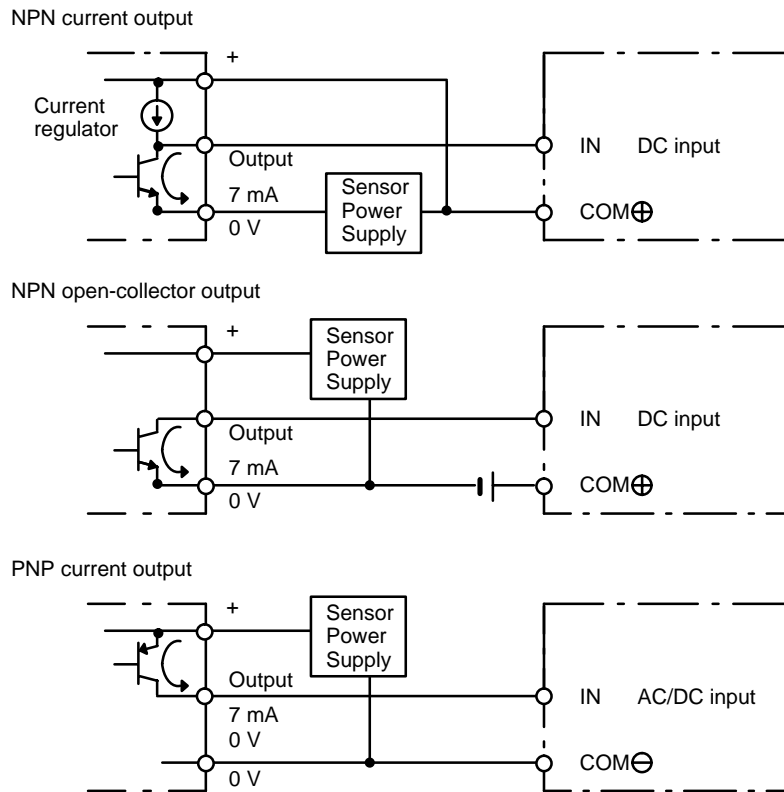 NPN current output
+
Current
regulator
Output
IN DC input
7 mA
Sensor
Power
Supply
COM⊕
0 V
NPN open-collector output
+
Sensor
Power
Supply
Output
IN DC input
7 mA
COM⊕
0 V
PNP current output
+
Sensor
Power
Supply
Output
IN AC/DC input
7 mA
0 V
COM⊖
0 V